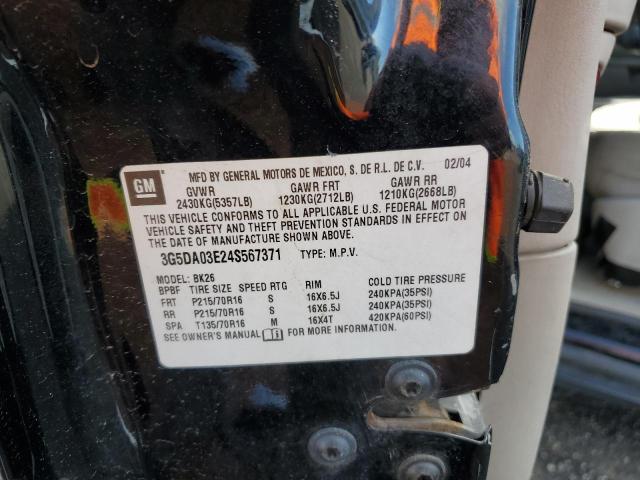 GM
MFD BY GENERAL MOTORS DE MEXICO, S. DE R.L. DE C.V. 02/04
GVWR GAWR FRT GAWR RR
2430KG(5357LB) 1230KG(2712LB) 1210KG(2668LB)
THIS VEHICLE CONFORMS TO ALL APPLICABLE U.S. FEDERAL MOTOR
VEHICLE SAFETY AND THEFT PREVENTION STANDARDS IN EFFECT ON THE
DATE OF MANUFACTURE SHOWN ABOVE.
3G5DA03E24S567371 TYPE: M.P.V.
MODEL: BK26
BPBF TIRE SIZE SPEED RTG RIM COLD TIRE PRESSURE
FRT P215/70R16 S 16X6.5J 240KPA(35PSI)
RR P215/70R16 S 16X6.5J 240KPA(35PSI)
SPA T135/70R16 M 16X4T 420KPA(60PSI)
SEE OWNER'S MANUAL FOR MORE INFORMATION.